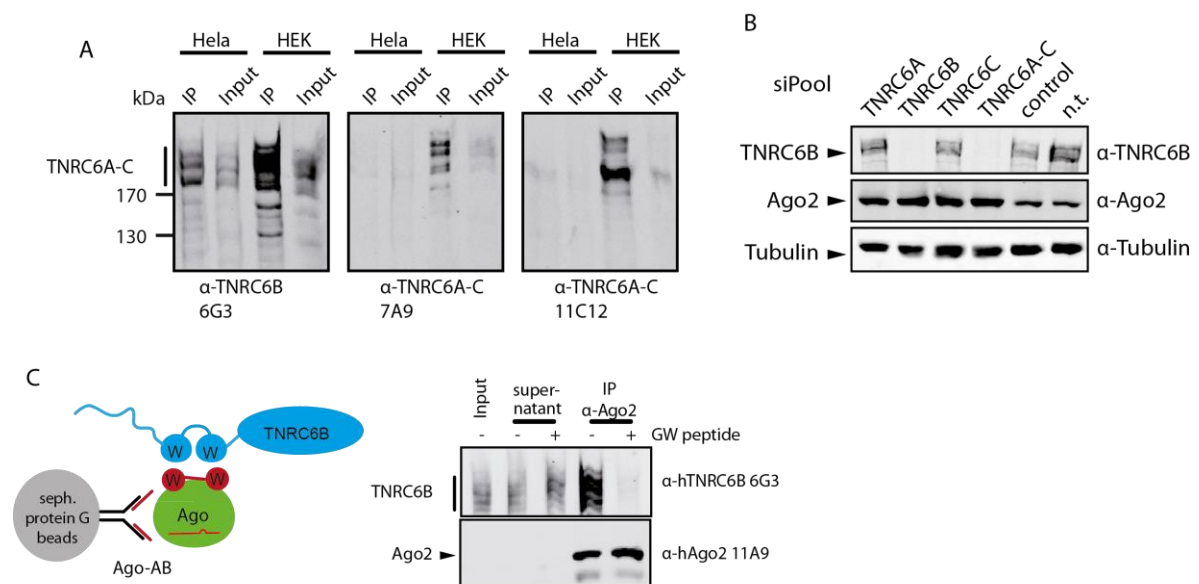 A
Hela HEK Hela HEK Hela HEK
kDa IP Input IP Input IP Input IP Input IP Input IP Input
TNRC6A-C
170
130
α-TNRC6B
6G3
α-TNRC6A-C
7A9
α-TNRC6A-C
11C12
B
siPool TNRC6A TNRC6B TNRC6C TNRC6A-C control n.t.
TNRC6B α-TNRC6B
Ago2 α-Ago2
Tubulin α-Tubulin
C
TNRC6B
W W
W W
seph.
protein G
beads
Ago
Ago-AB
Input
super-
natant
IP
α-Ago2
- - + - + GW peptide
TNRC6B α-hTNRC6B 6G3
Ago2 α-hAgo2 11A9